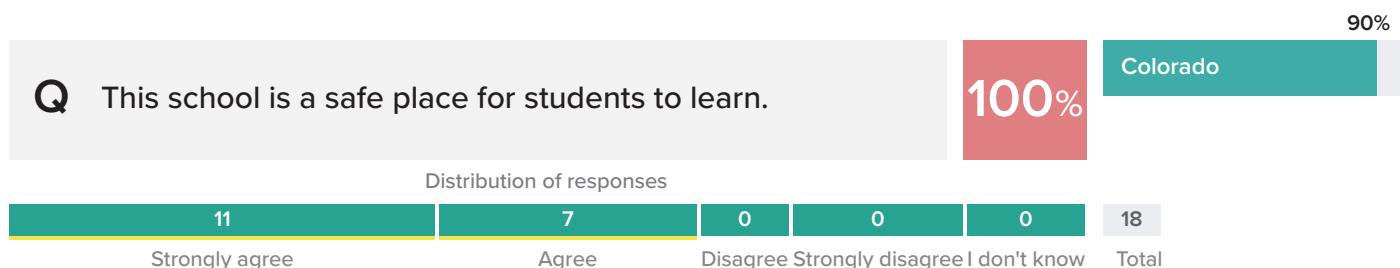 90%
Q This school is a safe place for students to learn.
100%
Colorado
Distribution of responses
11 7 0 0 0 18
Strongly agree Agree Disagree Strongly disagree I don't know Total